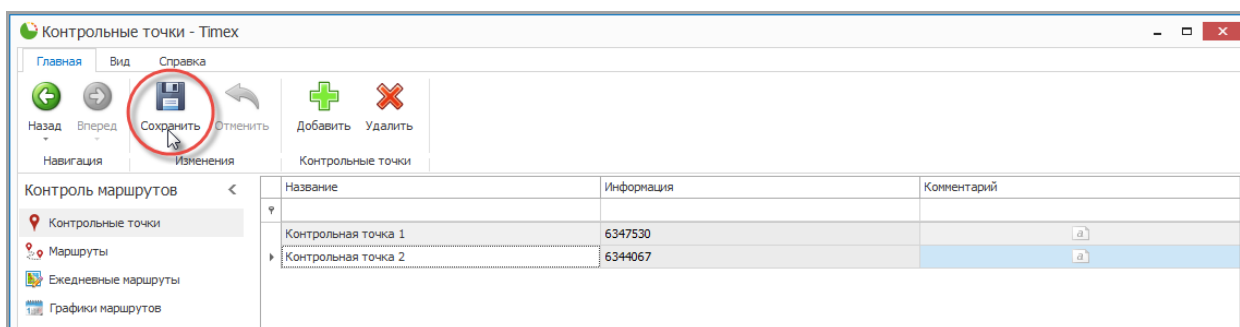 Контрольные точки - Timex
Главная Вид Справка
Назад Вперед Сохранить Отменить Добавить Удалить
Навигация Изменения Контрольные точки
Контроль маршрутов <
Название Информация Комментарий
Контрольные точки
Контрольная точка 1 6347530 a
Маршруты
Контрольная точка 2 6344067 a
Ежедневные маршруты
Графики маршрутов